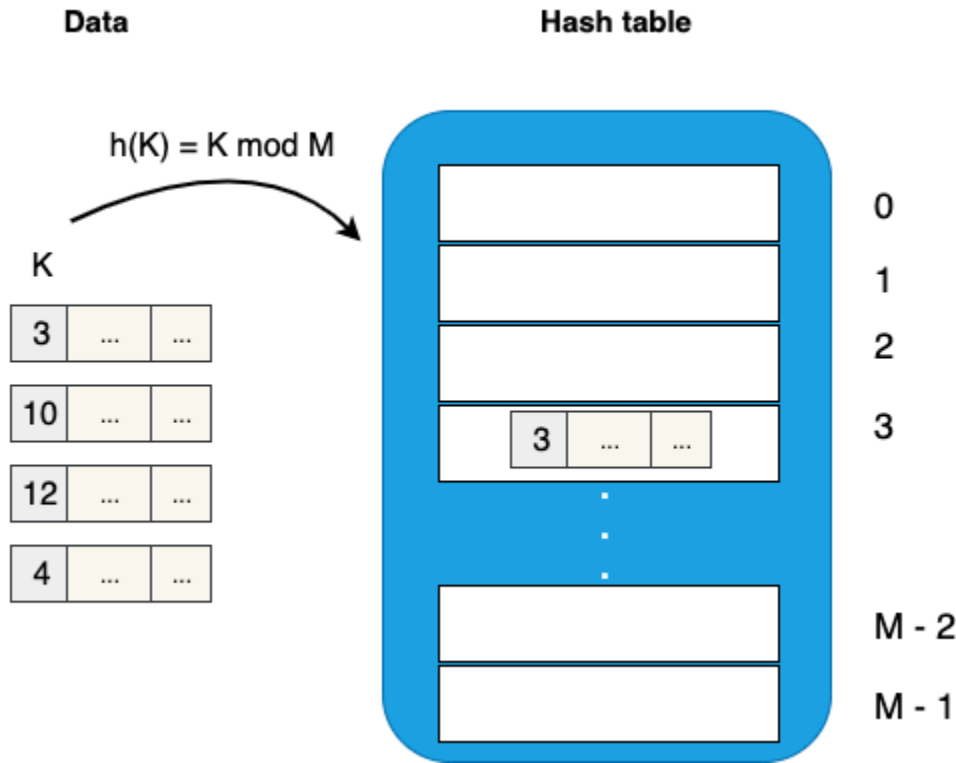 Data
Hash table
h(K) = K mod M
K
3 ... ...
10 ... ...
12 ... ...
4 ... ...
0
1
2
3 ... ... 3
M - 2
M - 1